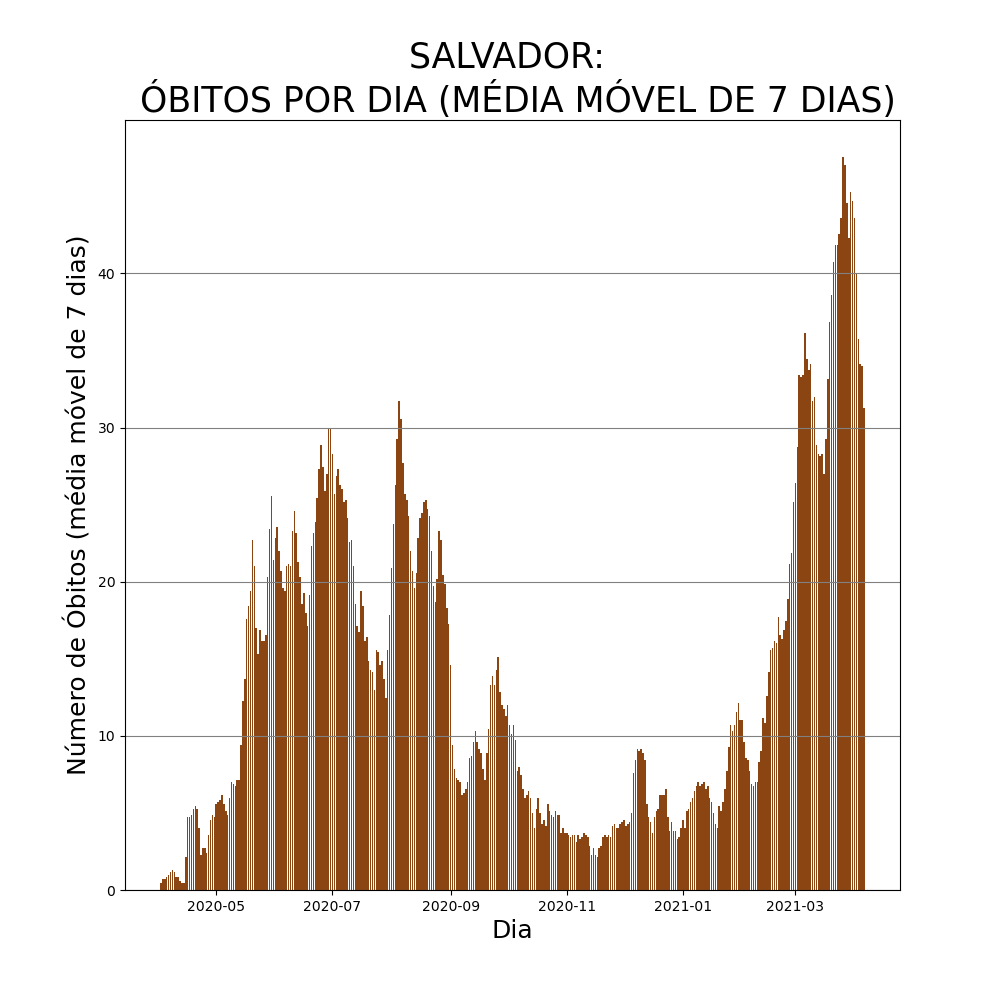 SALVADOR:
ÓBITOS POR DIA (MÉDIA MÓVEL DE 7 DIAS)
Número de Óbitos (média móvel de 7 dias)
40
30
20
10
0
2020-05 2020-07 2020-09 2020-11 2021-01 2021-03
Dia